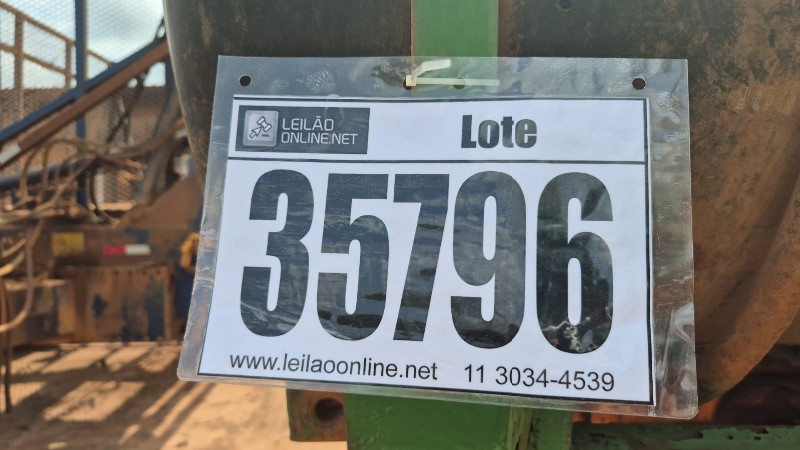 LEILÃO
ONLINE.NET
Lote
35796
www.leilaoonline.net 11 3034-4539